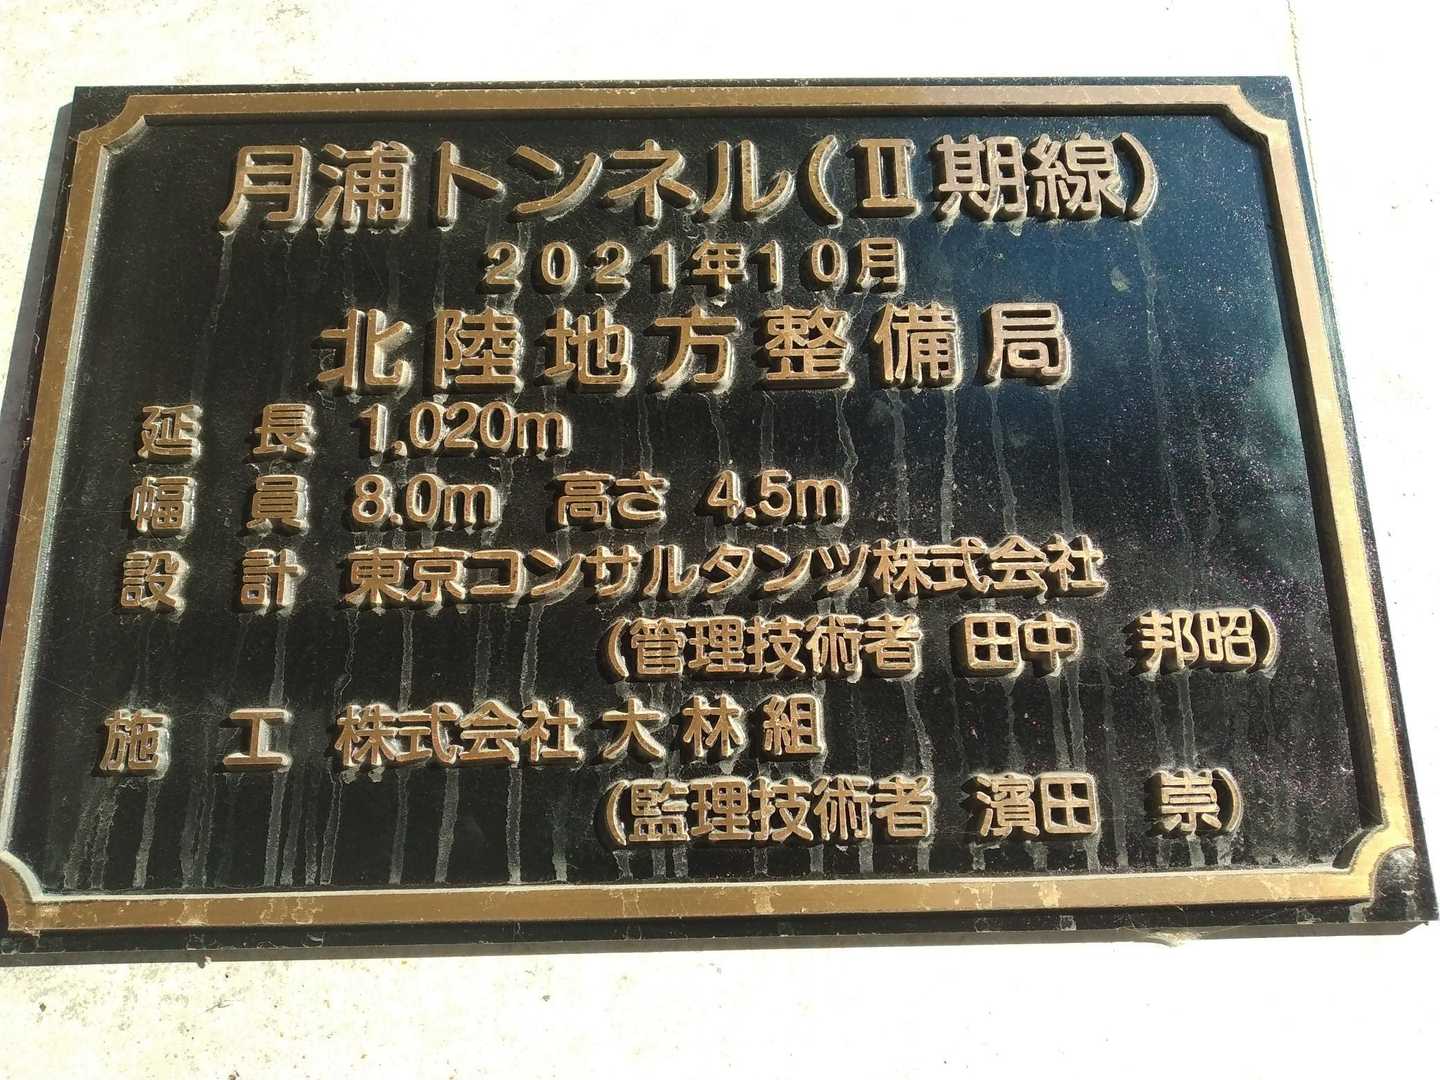 月浦トンネル(Ⅱ期線)
2021年10月
北陸地方整備局
延長 1,020m
幅員 8.0m 高さ 4.5m
設計 東京コンサルタンツ株式会社
(管理技術者 田中 邦昭)
施工 株式会社 大林組
(監理技術者 濱田 崇)